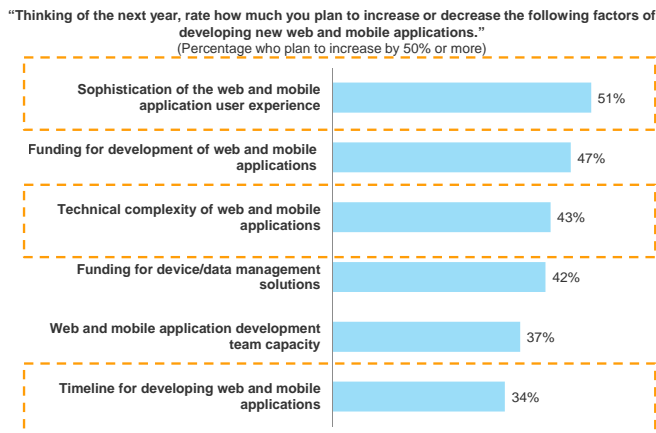 “Thinking of the next year, rate how much you plan to increase or decrease the following factors of
developing new web and mobile applications.”
(Percentage who plan to increase by 50% or more)
Sophistication of the web and mobile
application user experience
51%
Funding for development of web and mobile
applications
47%
Technical complexity of web and mobile
applications
43%
Funding for device/data management
solutions
42%
Web and mobile application development
team capacity
37%
Timeline for developing web and mobile
applications
34%